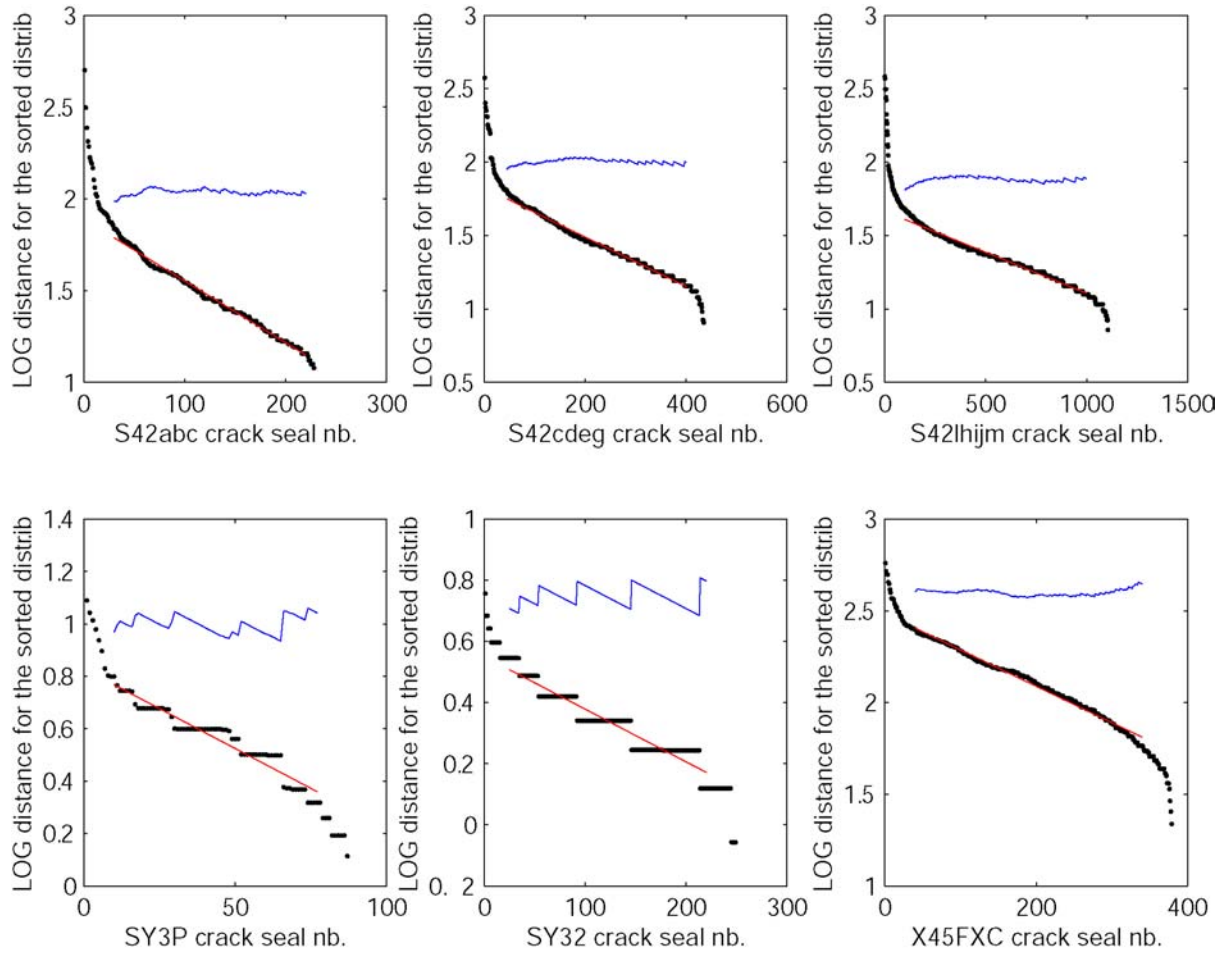 LOG distance for the sorted distrib
3
2.5
2
1.5
1
0 100 200 300
S42abc crack seal nb.
LOG distance for the sorted distrib
3
2.5
2
1.5
1
0.5
0 200 400 600
S42cdeg crack seal nb.
LOG distance for the sorted distrib
3
2.5
2
1.5
1
0.5
0 500 1000 1500
S42lhijm crack seal nb.
LOG distance for the sorted distrib
1.4
1.2
1
0.8
0.6
0.4
0.2
0
0 50 100
SY3P crack seal nb.
LOG distance for the sorted distrib
1
0.8
0.6
0.4
0.2
0
0. 2
0 100 200 300
SY32 crack seal nb.
LOG distance for the sorted distrib
3
2.5
2
1.5
1
0 200 400
X45FXC crack seal nb.